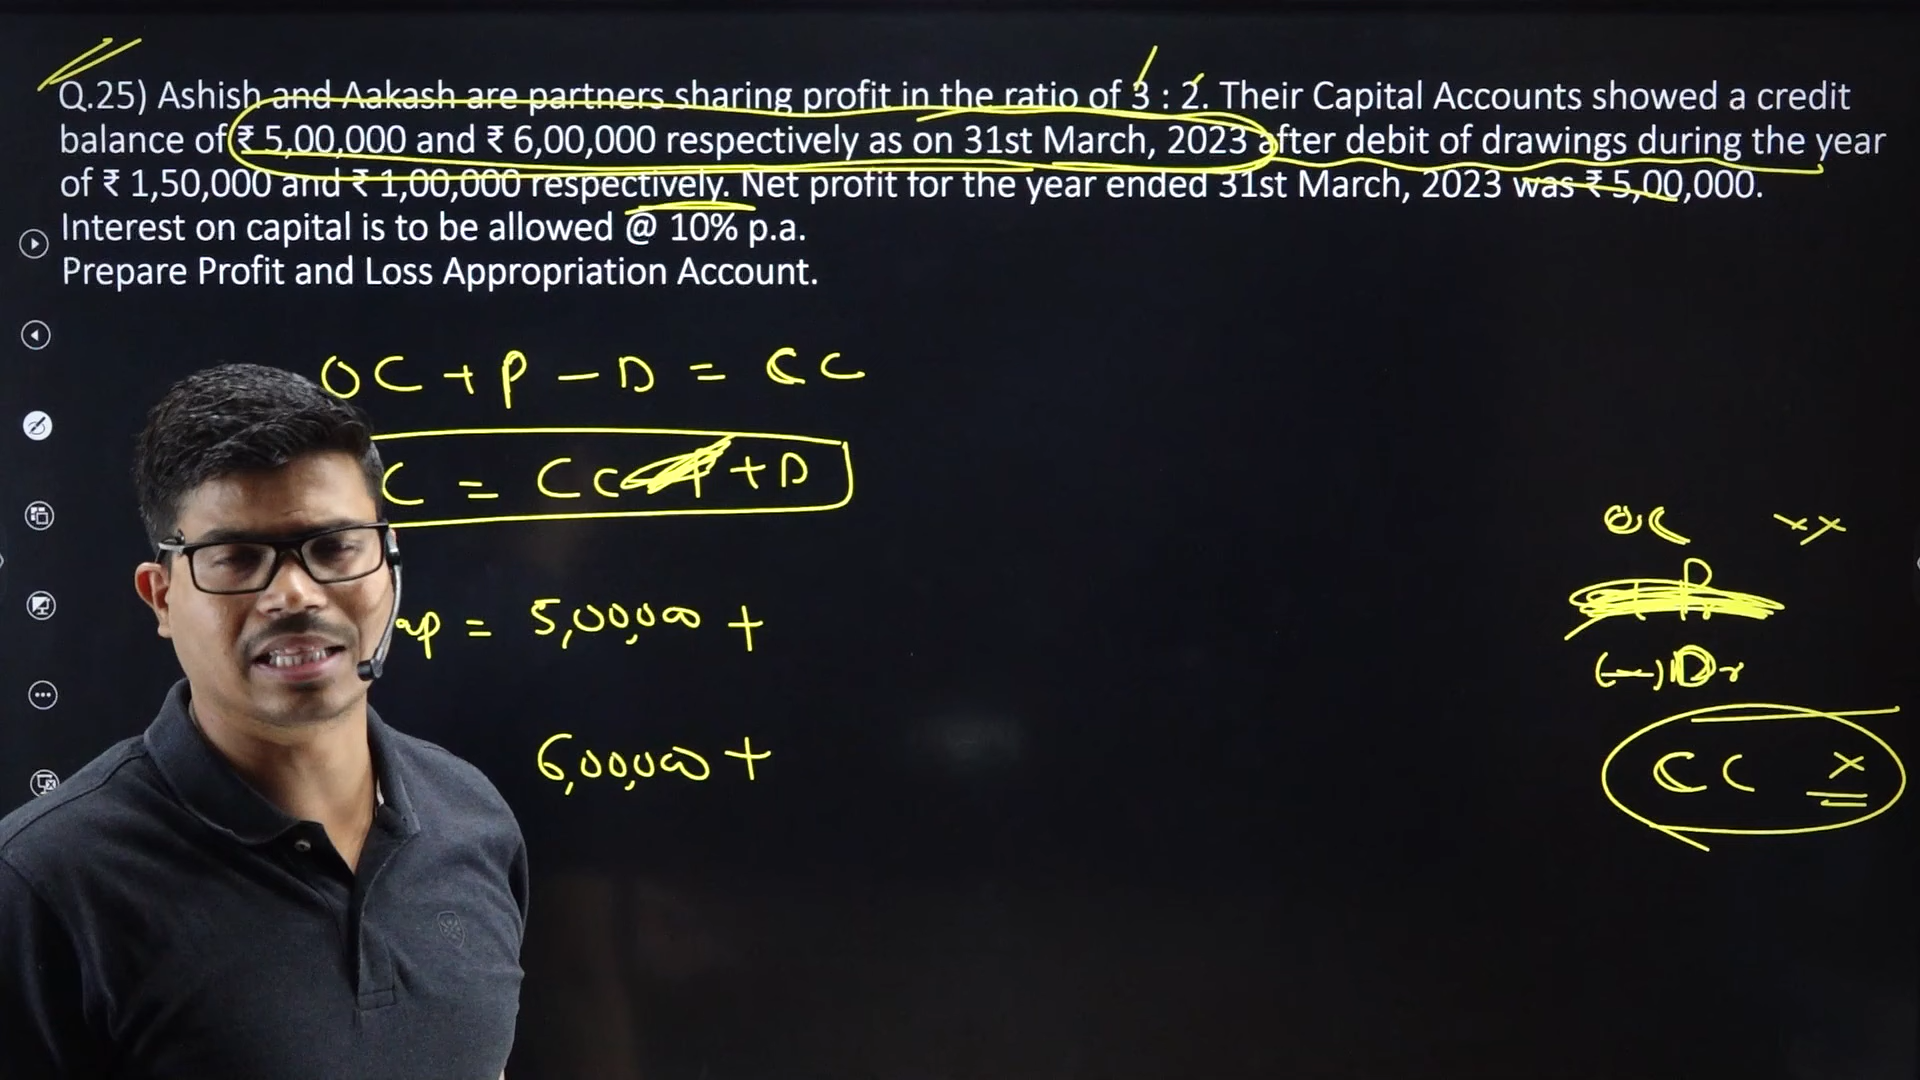 Q.25) Ashish and Aakash are partners sharing profit in the ratio of 3 : 2. Their Capital Accounts showed a credit
balance of ₹ 5,00,000 and ₹ 6,00,000 respectively as on 31st March, 2023 after debit of drawings during the year
of ₹ 1,50,000 and ₹ 1,00,000 respectively. Net profit for the year ended 31st March, 2023 was ₹ 5,00,000.
Interest on capital is to be allowed @ 10% p.a.
Prepare Profit and Loss Appropriation Account.
OC + P - D = CC
C = CC + D
= 5,00,000 +
6,00,000 +
OC xx
(-) Dr
CC x